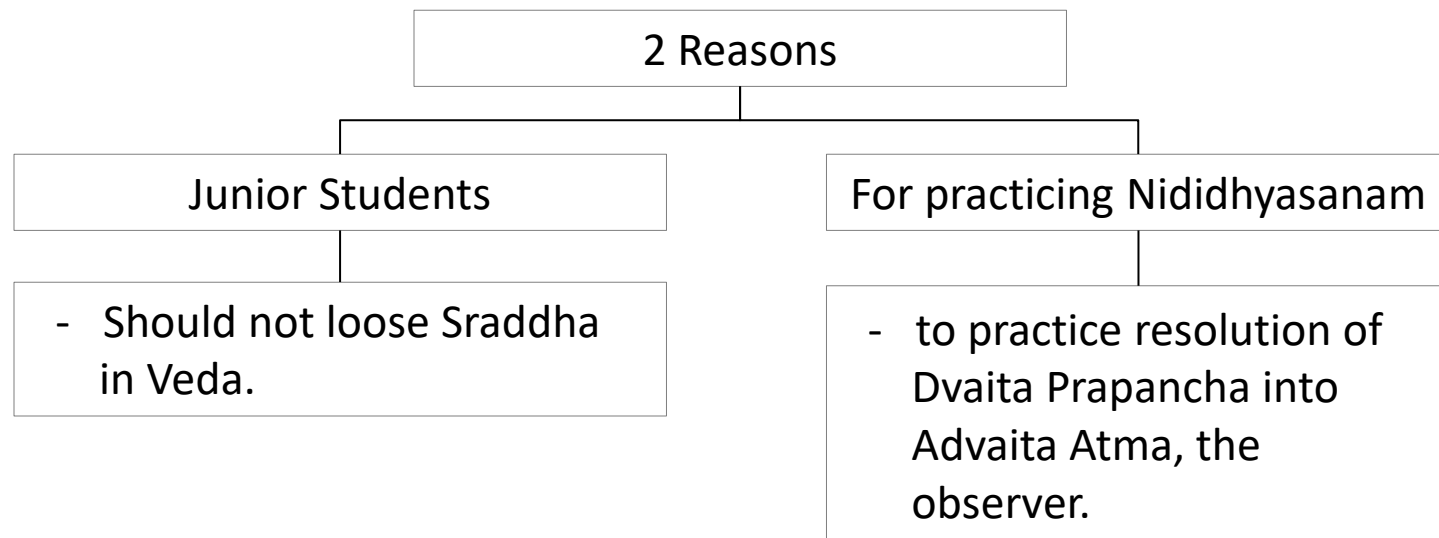 2 Reasons
Junior Students
- Should not loose Sraddha
in Veda.
For practicing Nididhyasanam
- to practice resolution of
Dvaita Prapancha into
Advaita Atma, the
observer.